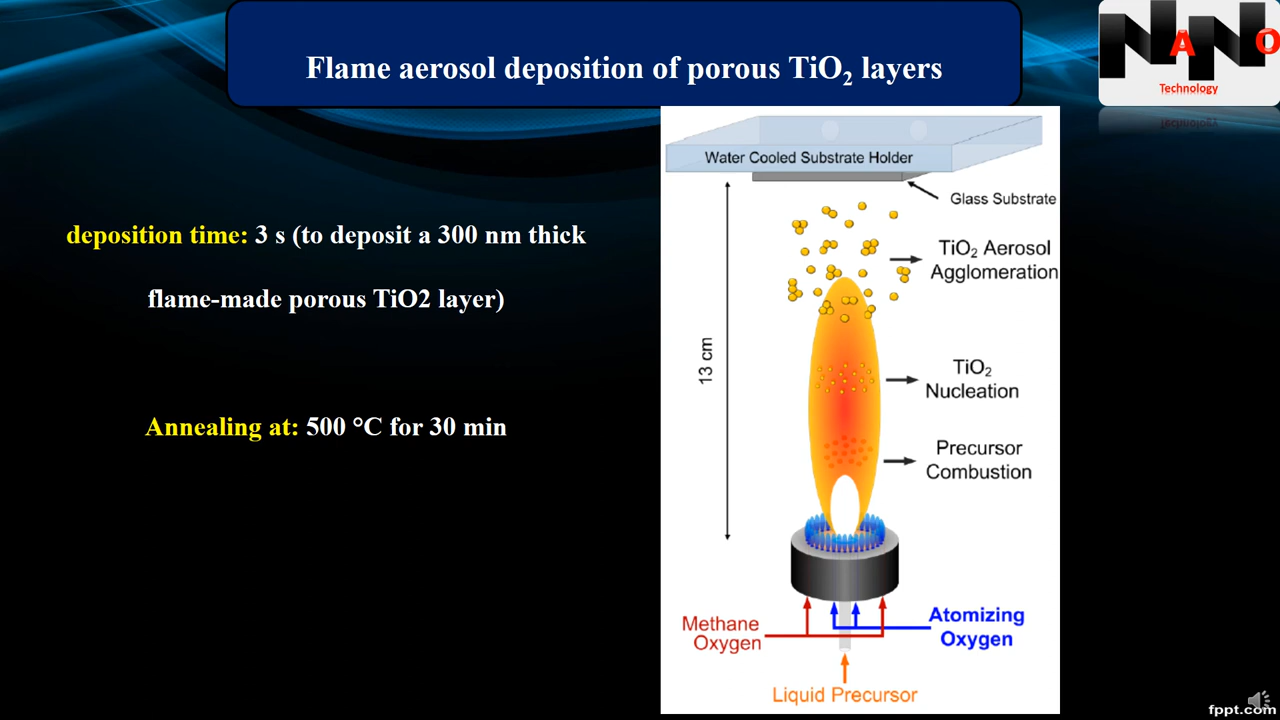 Flame aerosol deposition of porous TiO₂ layers
NANO
Technology
deposition time: 3 s (to deposit a 300 nm thick
flame-made porous TiO2 layer)
Annealing at: 500 °C for 30 min
Water Cooled Substrate Holder
Glass Substrate
TiO₂ Aerosol
Agglomeration
13 cm
TiO₂
Nucleation
Precursor
Combustion
Methane
Oxygen
Atomizing
Oxygen
Liquid Precursor
fppt.com